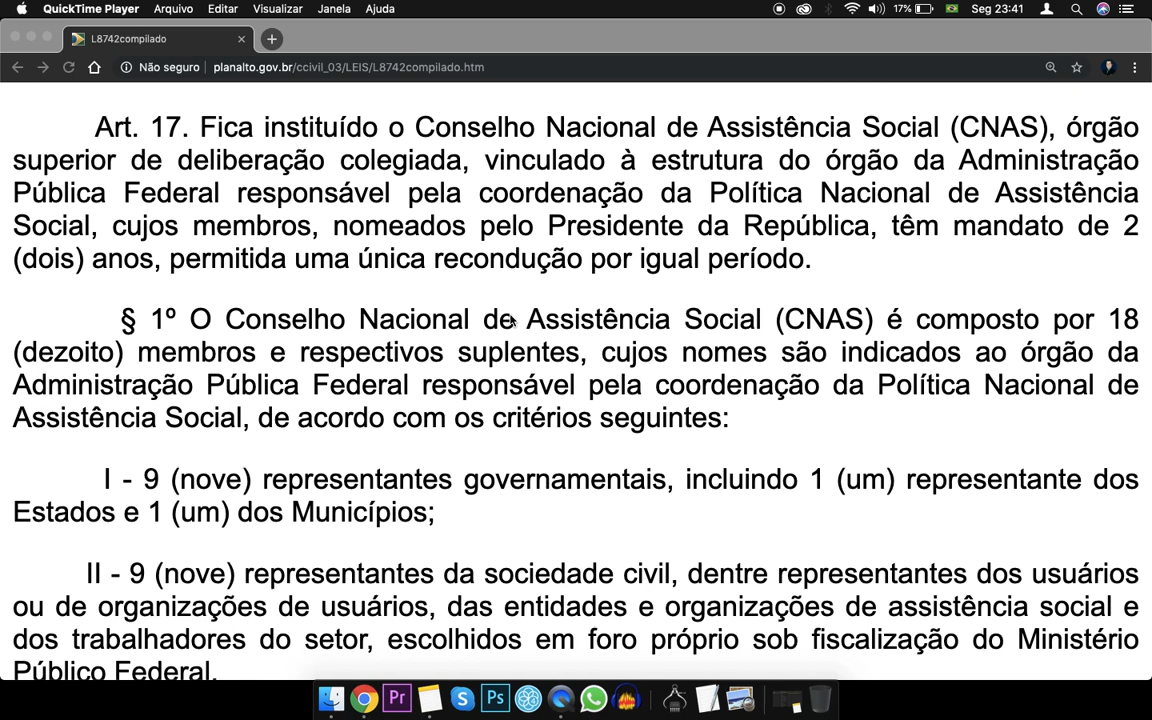 QuickTime Player Arquivo Editar Visualizar Janela Ajuda 17% Seg 23:41
L8742compilado
Não seguro planalto.gov.br/ccivil_03/LEIS/L8742compilado.htm
Art. 17. Fica instituído o Conselho Nacional de Assistência Social (CNAS), órgão
superior de deliberação colegiada, vinculado à estrutura do órgão da Administração
Pública Federal responsável pela coordenação da Política Nacional de Assistência
Social, cujos membros, nomeados pelo Presidente da República, têm mandato de 2
(dois) anos, permitida uma única recondução por igual período.
§ 1º O Conselho Nacional de Assistência Social (CNAS) é composto por 18
(dezoito) membros e respectivos suplentes, cujos nomes são indicados ao órgão da
Administração Pública Federal responsável pela coordenação da Política Nacional de
Assistência Social, de acordo com os critérios seguintes:
I - 9 (nove) representantes governamentais, incluindo 1 (um) representante dos
Estados e 1 (um) dos Municípios;
II - 9 (nove) representantes da sociedade civil, dentre representantes dos usuários
ou de organizações de usuários, das entidades e organizações de assistência social e
dos trabalhadores do setor, escolhidos em foro próprio sob fiscalização do Ministério
Público Federal.
Pr Ps